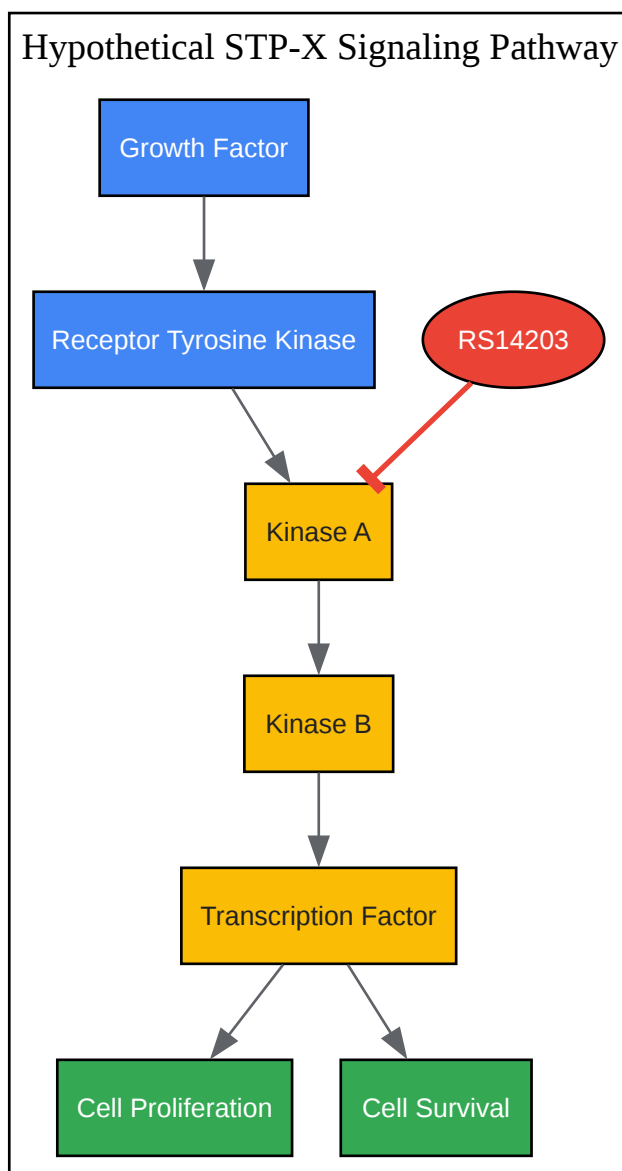 Hypothetical STP-X Signaling Pathway
Growth Factor
Receptor Tyrosine Kinase
RS14203
Kinase A
Kinase B
Transcription Factor
Cell Proliferation
Cell Survival